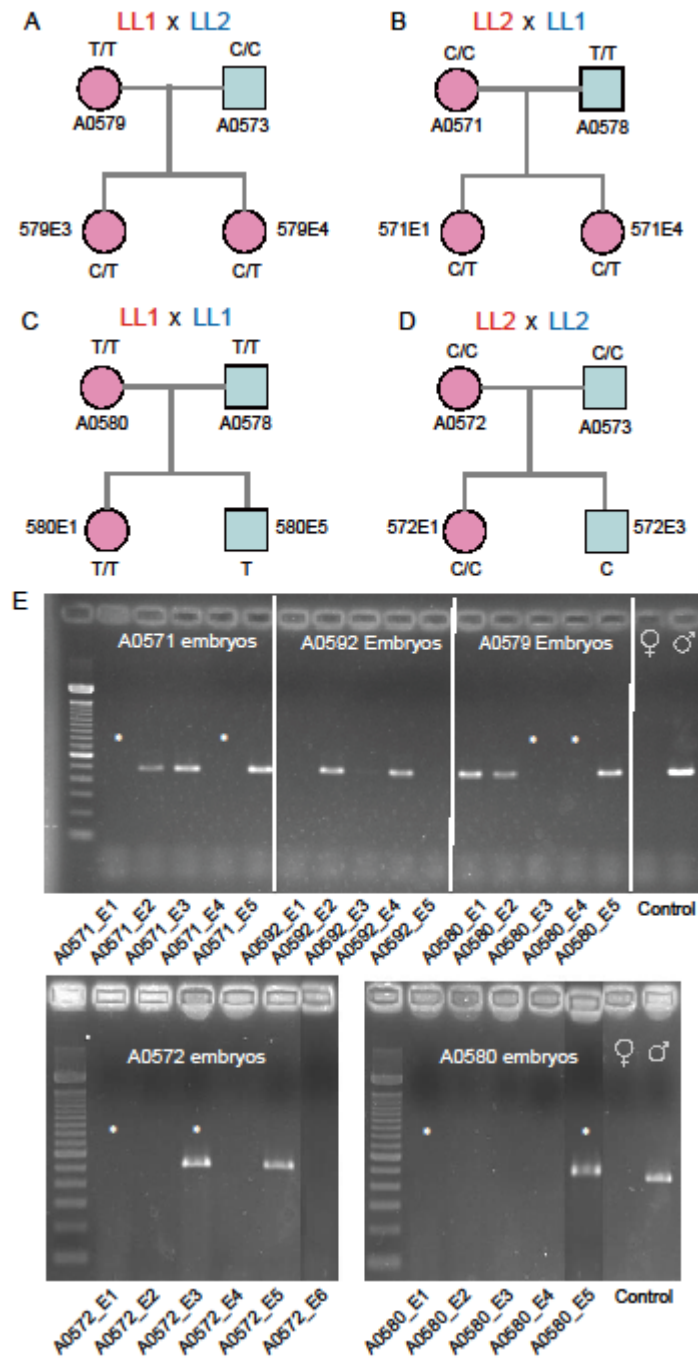 A
LL1 x LL2
T/T
C/C
A0579
A0573
579E3
579E4
C/T
C/T
B
LL2 x LL1
C/C
T/T
A0571
A0578
571E1
571E4
C/T
C/T
C
LL1 x LL1
T/T
T/T
A0580
A0578
580E1
580E5
T/T
T
D
LL2 x LL2
C/C
C/C
A0572
A0573
572E1
572E3
C/C
C
E
A0571 embryos
A0592 Embryos
A0579 Embryos
♀ ♂
* * * *
A0571_E1
A0571_E2
A0571_E3
A0571_E4
A0571_E5
A0592_E1
A0592_E2
A0592_E3
A0592_E4
A0592_E5
A0580_E1
A0580_E2
A0580_E3
A0580_E4
A0580_E5
Control
A0572 embryos
* *
A0572_E1
A0572_E2
A0572_E3
A0572_E4
A0572_E5
A0572_E6
A0580 embryos
♀ ♂
* *
A0580_E1
A0580_E2
A0580_E3
A0580_E4
A0580_E5
Control